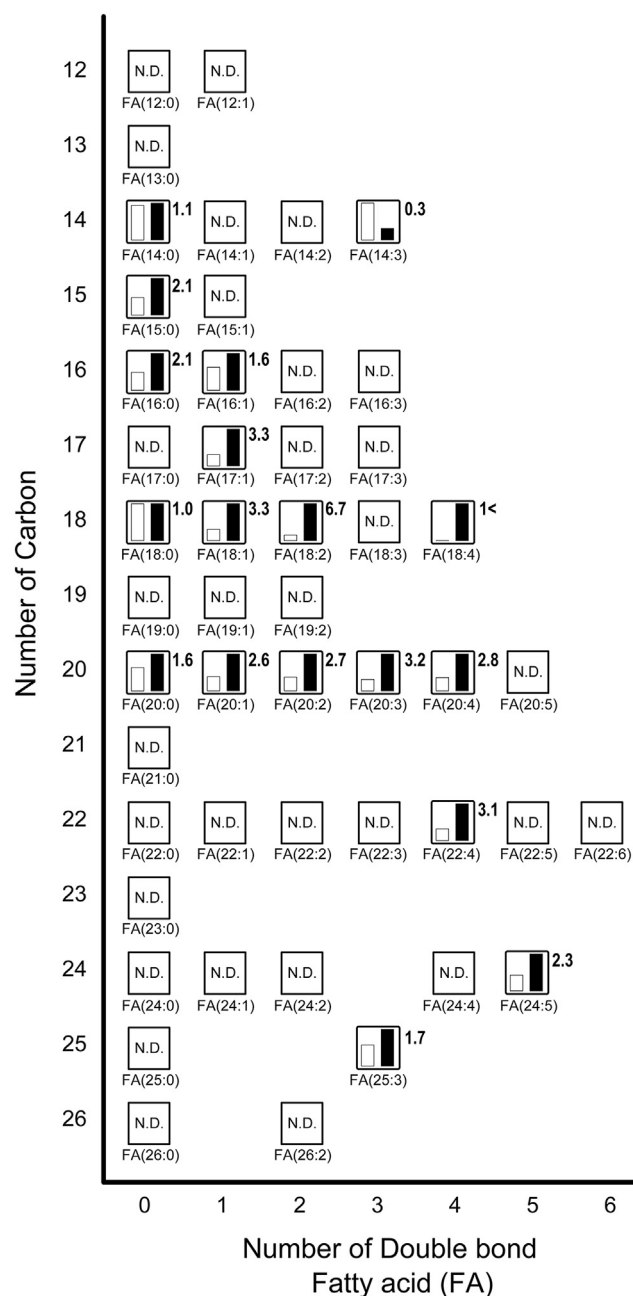 12 N.D. N.D.
FA(12:0) FA(12:1)
13 N.D.
FA(13:0)
14 1.1 N.D. N.D. 0.3
FA(14:0) FA(14:1) FA(14:2) FA(14:3)
15 2.1 N.D.
FA(15:0) FA(15:1)
16 2.1 1.6 N.D. N.D.
FA(16:0) FA(16:1) FA(16:2) FA(16:3)
17 N.D. 3.3 N.D. N.D.
FA(17:0) FA(17:1) FA(17:2) FA(17:3)
18 1.0 3.3 6.7 N.D. 1<
FA(18:0) FA(18:1) FA(18:2) FA(18:3) FA(18:4)
19 N.D. N.D. N.D.
FA(19:0) FA(19:1) FA(19:2)
20 1.6 2.6 2.7 3.2 2.8 N.D.
FA(20:0) FA(20:1) FA(20:2) FA(20:3) FA(20:4) FA(20:5)
21 N.D.
FA(21:0)
22 N.D. N.D. N.D. N.D. 3.1 N.D. N.D.
FA(22:0) FA(22:1) FA(22:2) FA(22:3) FA(22:4) FA(22:5) FA(22:6)
23 N.D.
FA(23:0)
24 N.D. N.D. N.D. N.D. 2.3
FA(24:0) FA(24:1) FA(24:2) FA(24:4) FA(24:5)
25 N.D. 1.7
FA(25:0) FA(25:3)
26 N.D. N.D.
FA(26:0) FA(26:2)
Number of Carbon
0 1 2 3 4 5 6
Number of Double bond
Fatty acid (FA)